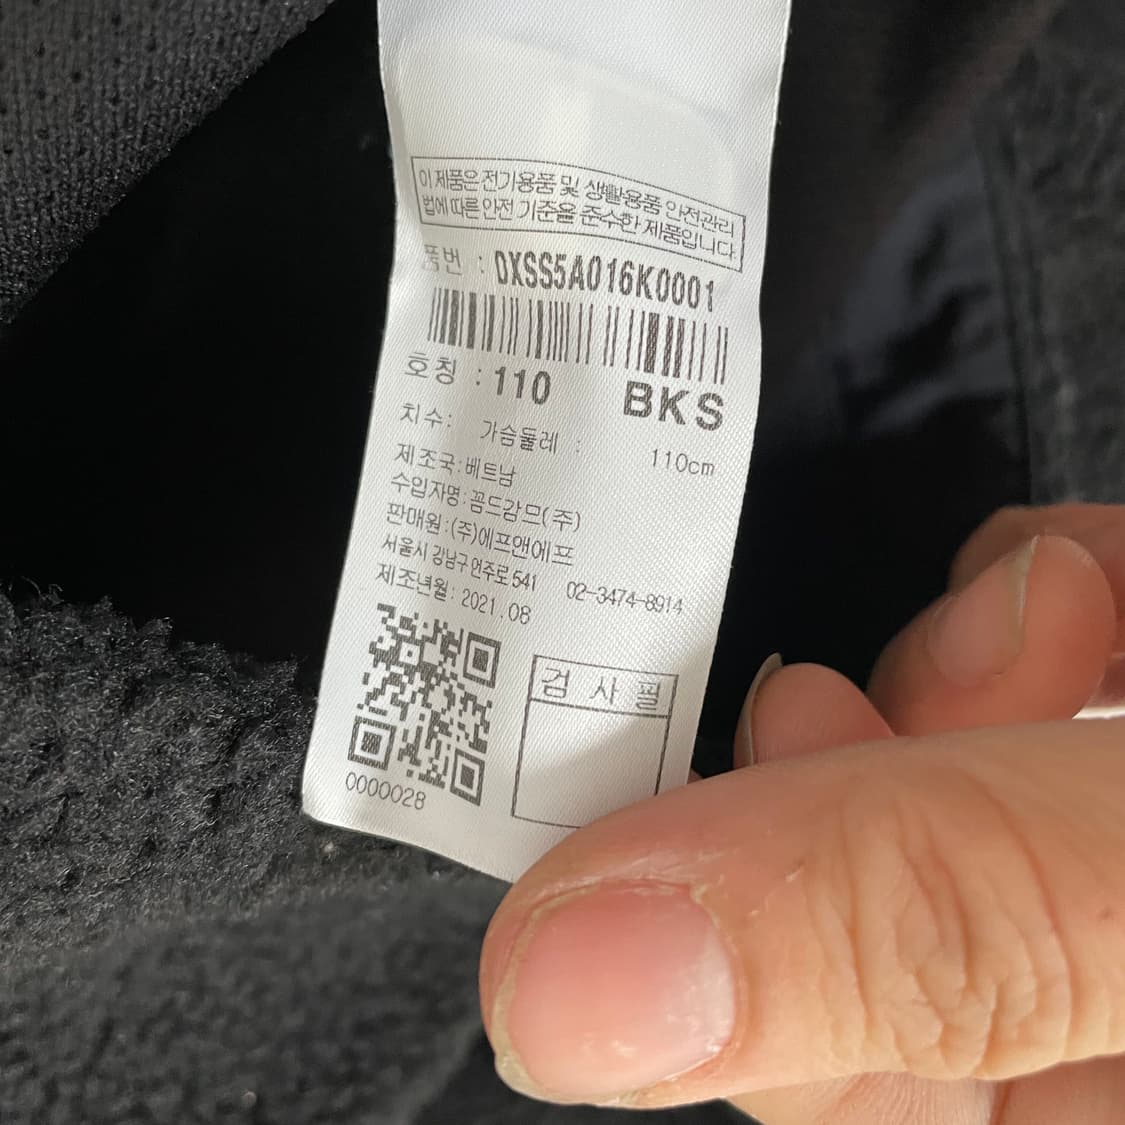 이 제품은 전기용품 및 생활용품 안전관리
법에 따른 안전 기준을 준수한 제품입니다.
품번 : DXSS5A016K0001
호칭 : 110 BKS
치수: 가슴둘레 : 110cm
제조국:베트남
수입자명:꼼드감므(주)
판매원:(주)에프앤에프
서울시 강남구 언주로 541 02-3474-8914
제조년월: 2021.08
검 사 필
0000028